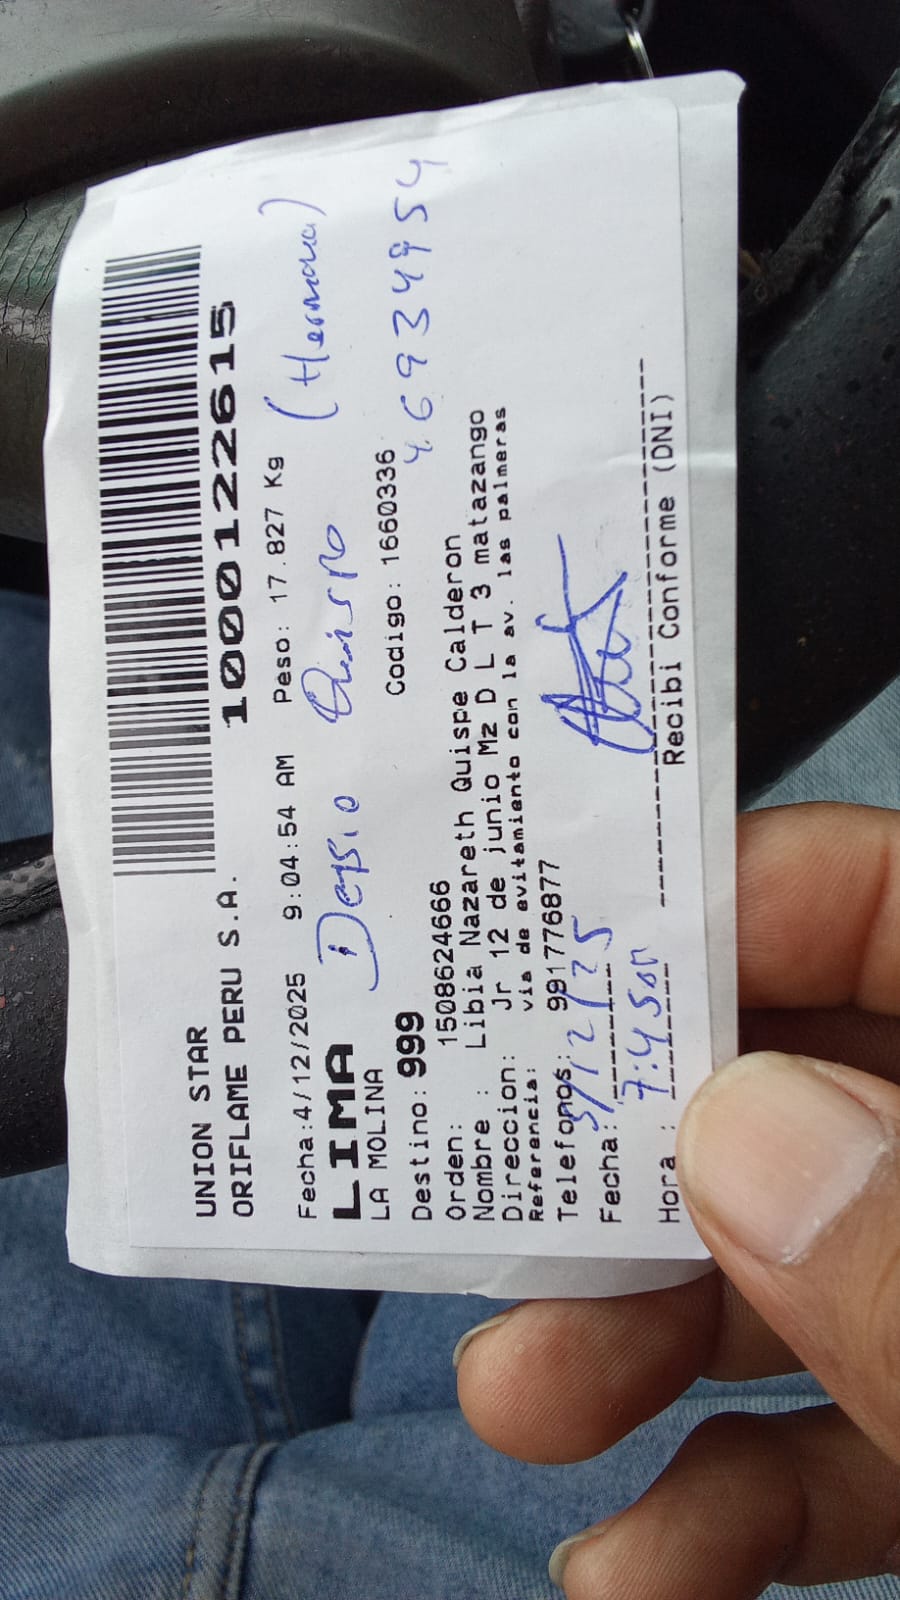 UNION STAR
ORIFLAME PERU S.A.
1000122615
Fecha:4/12/2025 9:04:54 AM Peso: 17.827 Kg
LIMA
Quispe (Hermana)
LA MOLINA
Destino: 999 Codigo: 1660336
46934954
Orden: 1508624666
Nombre : Libia Nazareth Quispe Calderon
Direccion: Jr 12 de junio Mz D L T 3 matazango
Referencia: via de evitamiento con la av. las palmeras
Telefonos: 991776877
Fecha: 5/12/25
Hora : 7:45
Recibi Conforme (DNI)